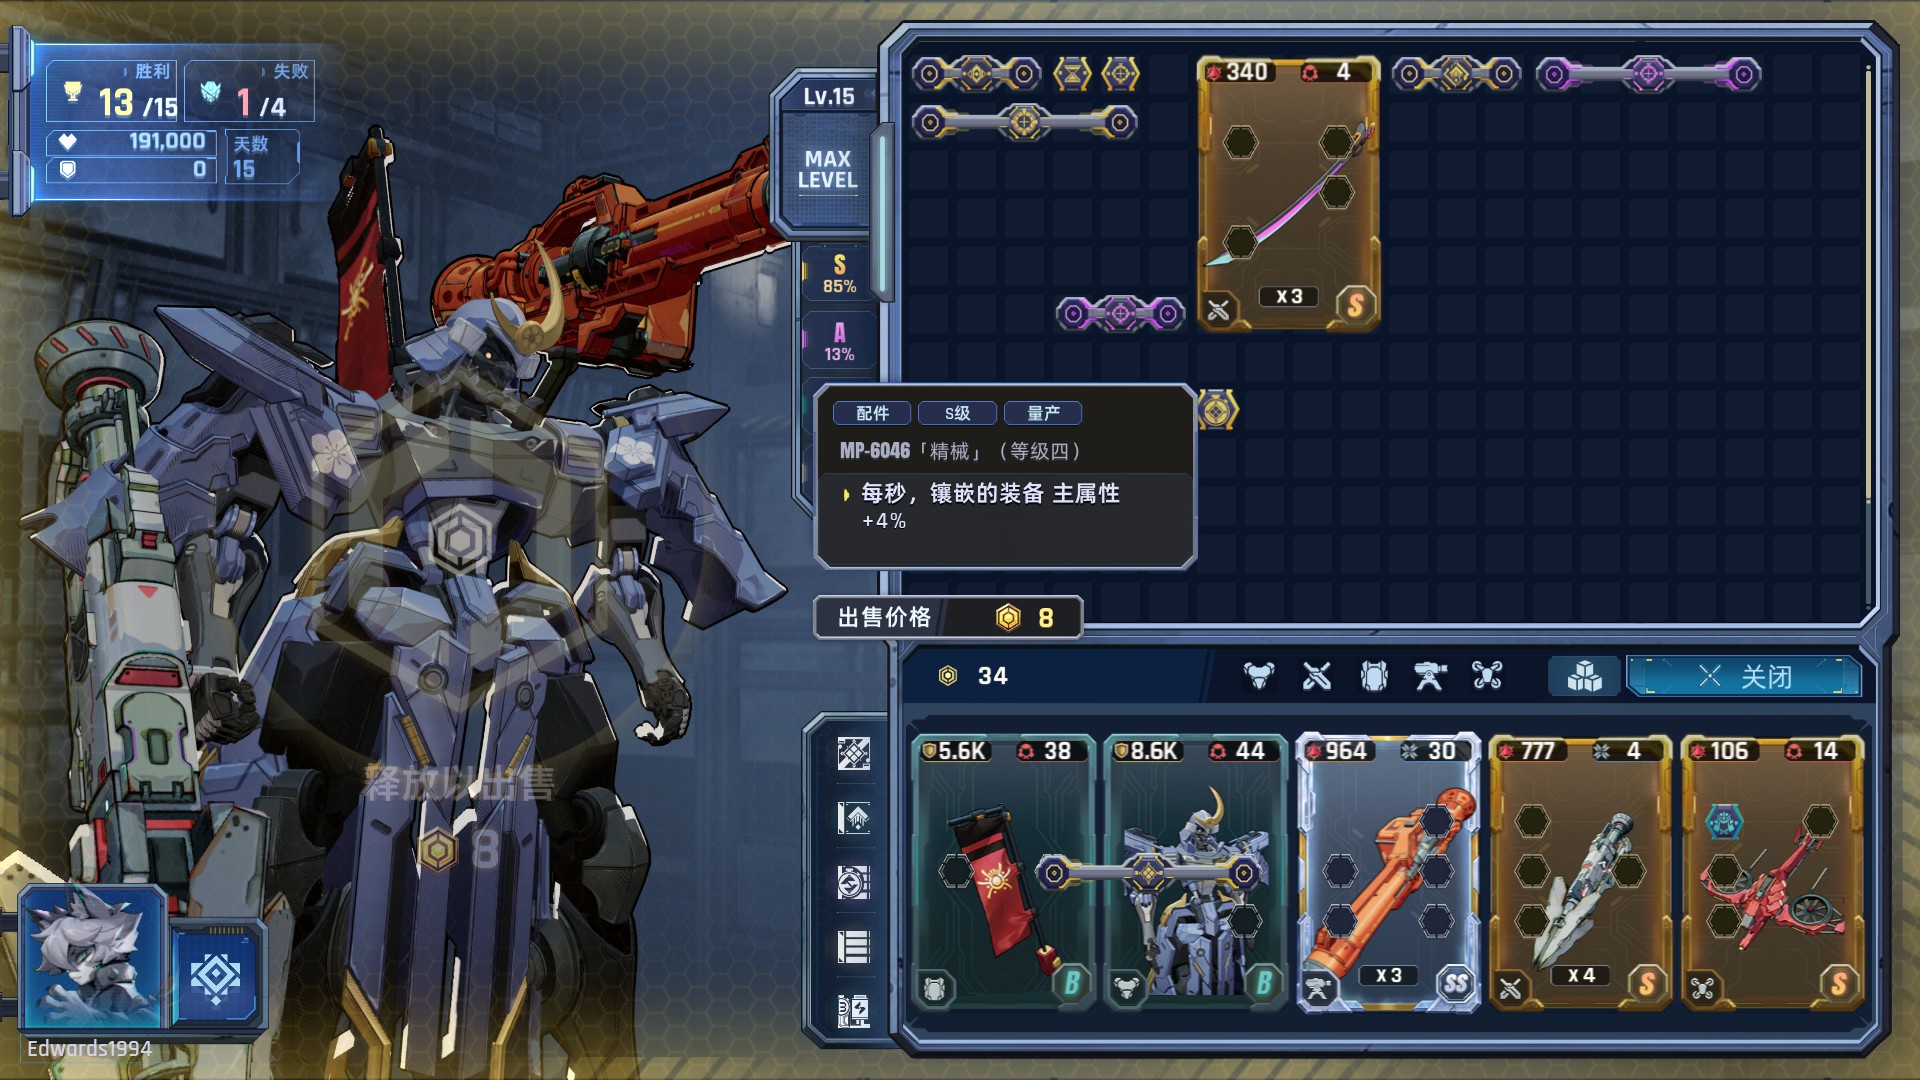 胜利
13 /15
失败
1 /4
191,000
0
天数
15
Lv.15
MAX
LEVEL
S
85%
A
13%
340
4
x 3
S
配件
S级
量产
MP-6046「精械」（等级四）
每秒，镶嵌的装备 主属性
+4%
出售价格
8
34
关闭
释放以出售
8
5.6K
38
B
8.6K
44
B
964
30
x 3
SS
777
4
x 4
S
106
14
S
Edwards1994